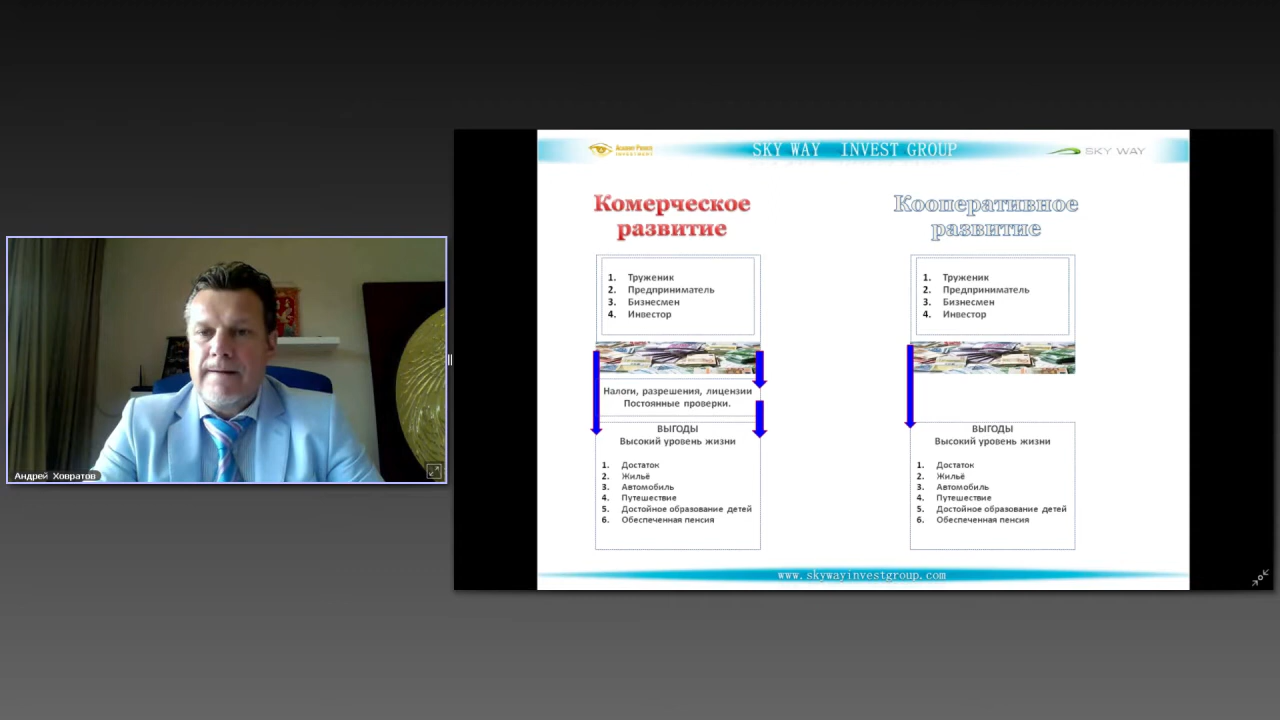 Андрей Ховратов
ACADEMY PRIVATE
INVESTMENT
SKY WAY INVEST GROUP
SKY WAY
Комерческое
развитие
1. Труженик
2. Предприниматель
3. Бизнесмен
4. Инвестор
Налоги, разрешения, лицензии
Постоянные проверки.
ВЫГОДЫ
Высокий уровень жизни
1. Достаток
2. Жильё
3. Автомобиль
4. Путешествие
5. Достойное образование детей
6. Обеспеченная пенсия
Кооперативное
развитие
1. Труженик
2. Предприниматель
3. Бизнесмен
4. Инвестор
ВЫГОДЫ
Высокий уровень жизни
1. Достаток
2. Жильё
3. Автомобиль
4. Путешествие
5. Достойное образование детей
6. Обеспеченная пенсия
www.skywayinvestgroup.com